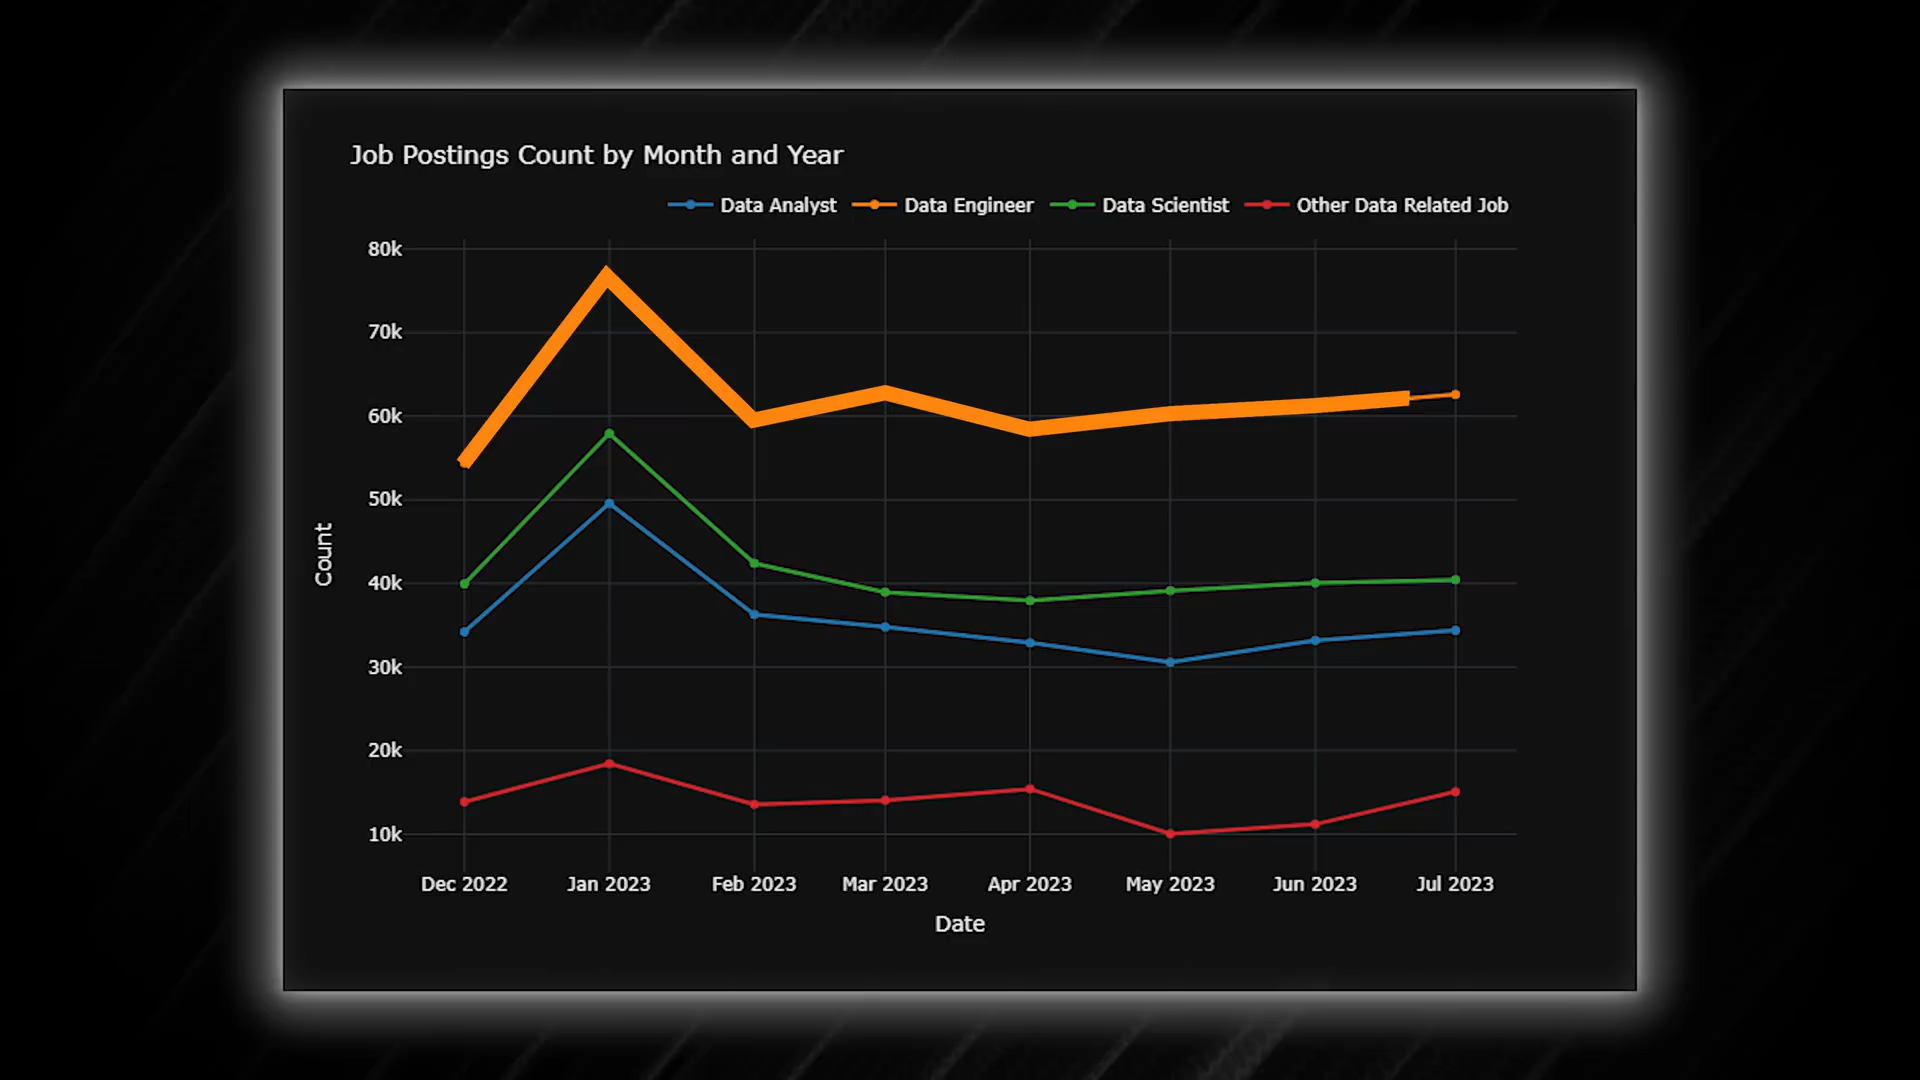 Job Postings Count by Month and Year
Data Analyst Data Engineer Data Scientist Other Data Related Job
80k
70k
60k
50k
40k
30k
20k
10k
Count
Dec 2022 Jan 2023 Feb 2023 Mar 2023 Apr 2023 May 2023 Jun 2023 Jul 2023
Date